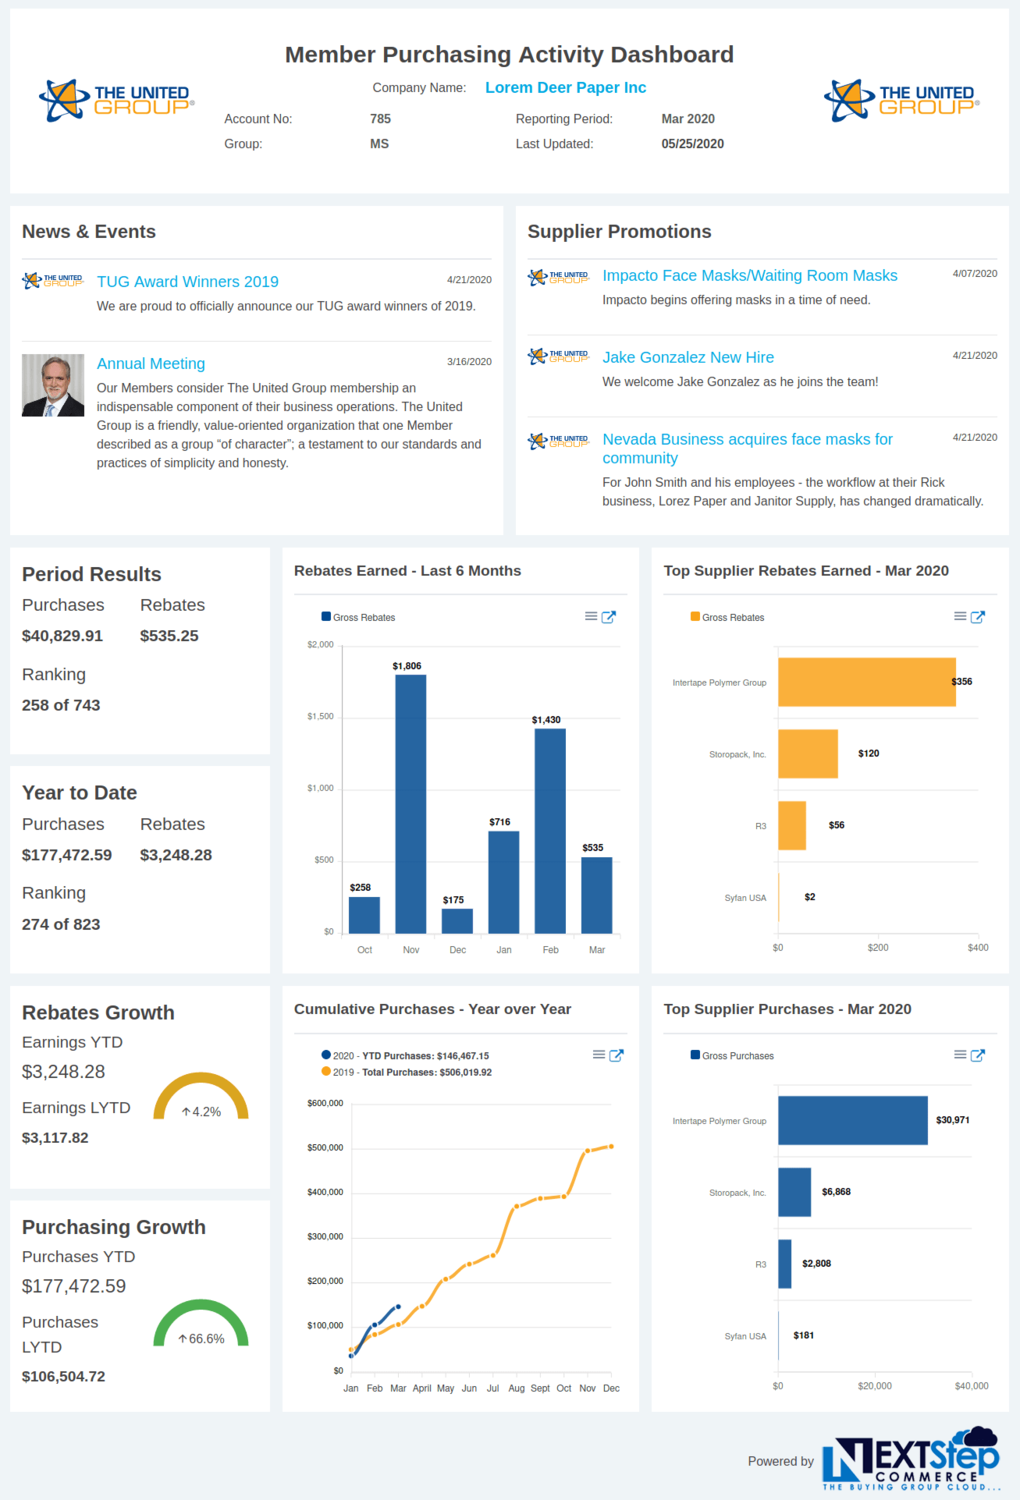 Member Purchasing Activity Dashboard
THE UNITED
GROUP®
Company Name: Lorem Deer Paper Inc
THE UNITED
GROUP®
Account No: 785 Reporting Period: Mar 2020
Group: MS Last Updated: 05/25/2020
News & Events
THE UNITED
GROUP
TUG Award Winners 2019 4/21/2020
We are proud to officially announce our TUG award winners of 2019.
Annual Meeting 3/16/2020
Our Members consider The United Group membership an
indispensable component of their business operations. The United
Group is a friendly, value-oriented organization that one Member
described as a group “of character”; a testament to our standards and
practices of simplicity and honesty.
Supplier Promotions
THE UNITED
GROUP
Impacto Face Masks/Waiting Room Masks 4/07/2020
Impacto begins offering masks in a time of need.
THE UNITED
GROUP
Jake Gonzalez New Hire 4/21/2020
We welcome Jake Gonzalez as he joins the team!
THE UNITED
GROUP
Nevada Business acquires face masks for 4/21/2020
community
For John Smith and his employees - the workflow at their Rick
business, Lorez Paper and Janitor Supply, has changed dramatically.
Period Results
Purchases Rebates
$40,829.91 $535.25
Ranking
258 of 743
Year to Date
Purchases Rebates
$177,472.59 $3,248.28
Ranking
274 of 823
Rebates Earned - Last 6 Months
Gross Rebates
$2,000
$1,500
$1,000
$500
$0
$258
$1,806
$175
$716
$1,430
$535
Oct Nov Dec Jan Feb Mar
Top Supplier Rebates Earned - Mar 2020
Gross Rebates
Intertape Polymer Group $356
Storopack, Inc. $120
R3 $56
Syfan USA $2
$0 $200 $400
Rebates Growth
Earnings YTD
$3,248.28
Earnings LYTD
$3,117.82
↑4.2%
Purchasing Growth
Purchases YTD
$177,472.59
Purchases
LYTD
$106,504.72
↑66.6%
Cumulative Purchases - Year over Year
2020 - YTD Purchases: $146,467.15
2019 - Total Purchases: $506,019.92
$600,000
$500,000
$400,000
$300,000
$200,000
$100,000
$0
Jan Feb Mar April May Jun Jul Aug Sept Oct Nov Dec
Top Supplier Purchases - Mar 2020
Gross Purchases
Intertape Polymer Group $30,971
Storopack, Inc. $6,868
R3 $2,808
Syfan USA $181
$0 $20,000 $40,000
Powered by
NEXTStep
COMMERCE
THE BUYING GROUP CLOUD...